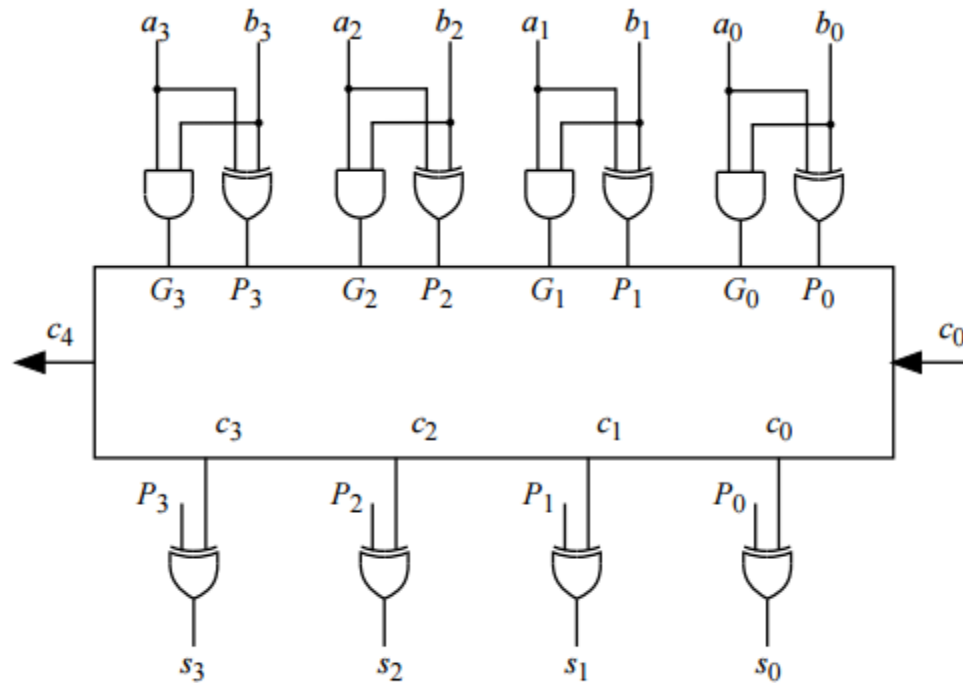 a₃ b₃ a₂ b₂ a₁ b₁ a₀ b₀
G₃ P₃ G₂ P₂ G₁ P₁ G₀ P₀
c₄ c₀
c₃ c₂ c₁ c₀
P₃ P₂ P₁ P₀
s₃ s₂ s₁ s₀